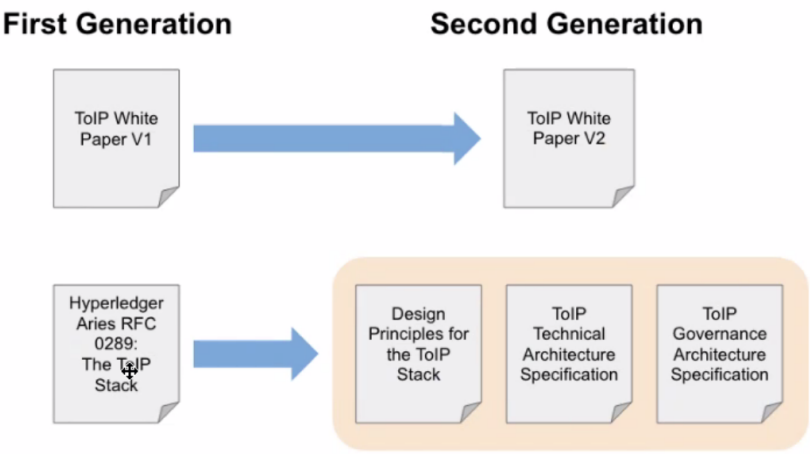 First Generation
Second Generation
ToIP White
Paper V1
ToIP White
Paper V2
Hyperledger
Aries RFC
0289:
The ToIP
Stack
Design
Principles for
the ToIP
Stack
ToIP
Technical
Architecture
Specification
ToIP
Governance
Architecture
Specification